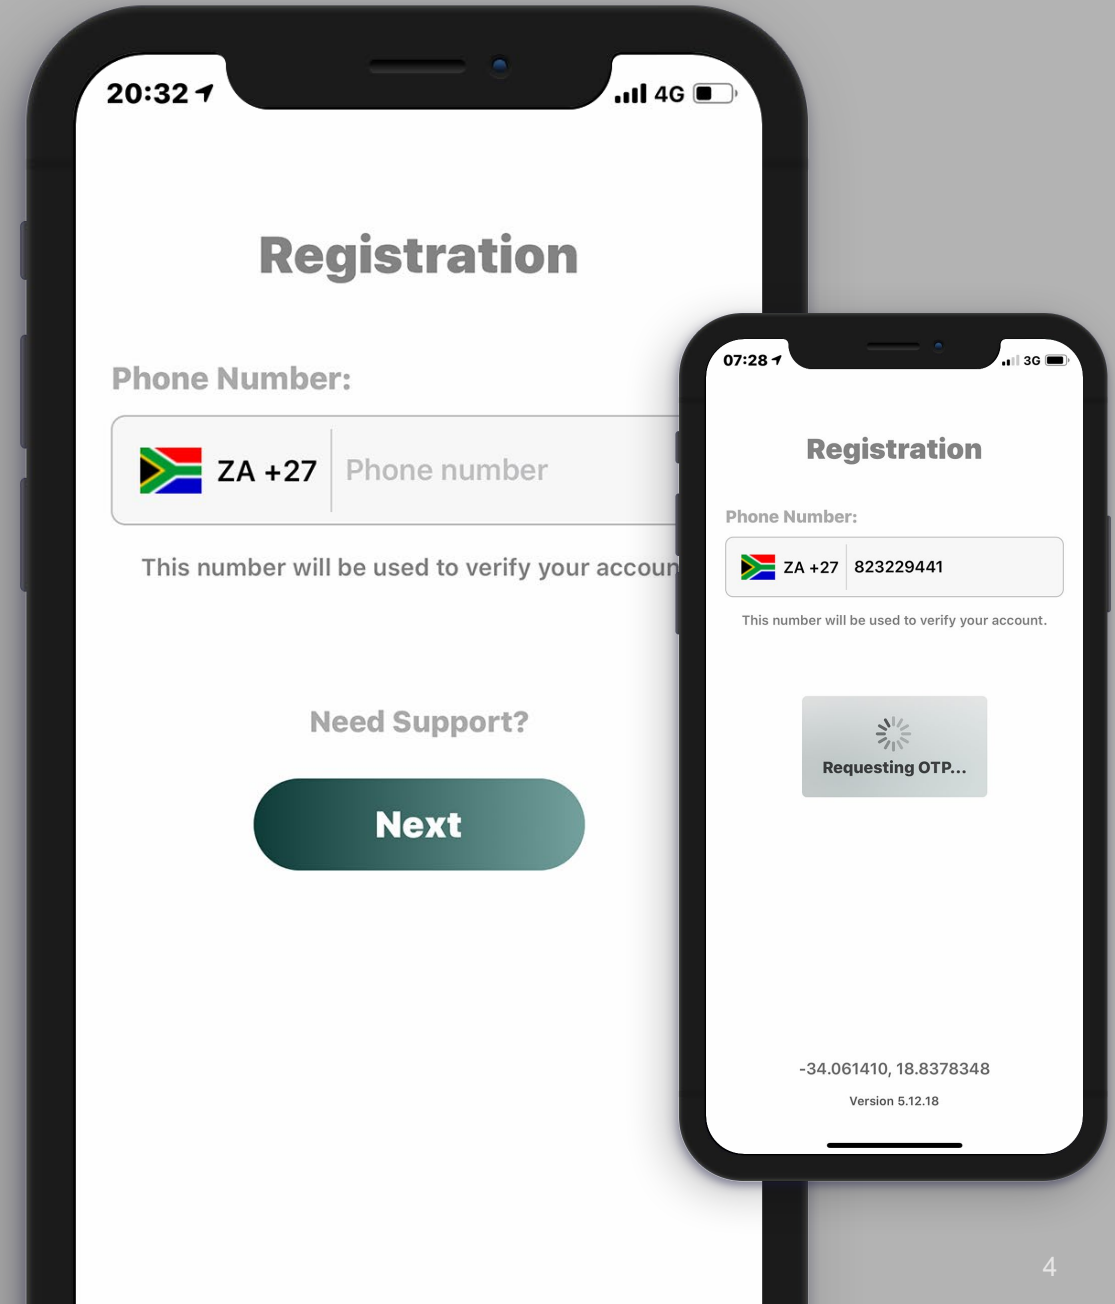 20:32
4G
Registration
Phone Number:
ZA +27
Phone number
This number will be used to verify your accoun
Need Support?
Next
07:28
3G
Registration
Phone Number:
ZA +27
823229441
This number will be used to verify your account.
Requesting OTP...
-34.061410, 18.8378348
Version 5.12.18
4